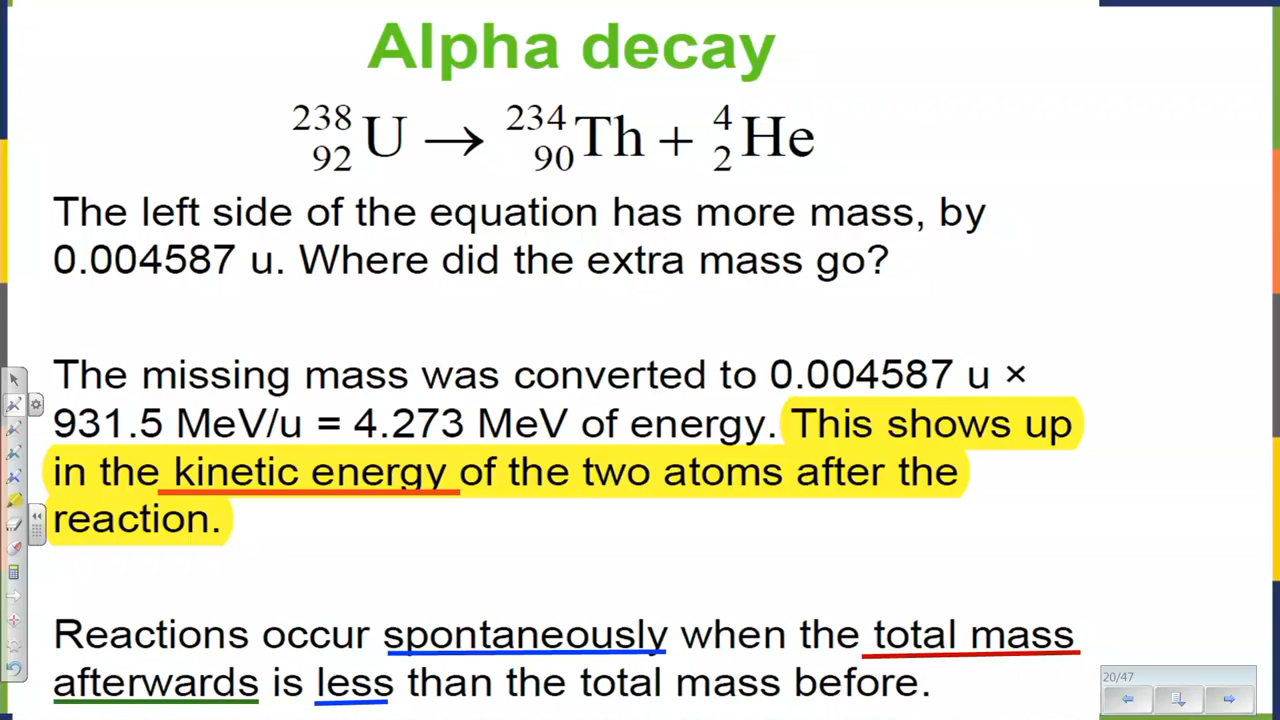 Alpha decay
²³⁸₉₂U → ²³⁴₉₀Th + ⁴₂He
The left side of the equation has more mass, by
0.004587 u. Where did the extra mass go?
The missing mass was converted to 0.004587 u ×
931.5 MeV/u = 4.273 MeV of energy. This shows up
in the kinetic energy of the two atoms after the
reaction.
Reactions occur spontaneously when the total mass
afterwards is less than the total mass before.
20/47